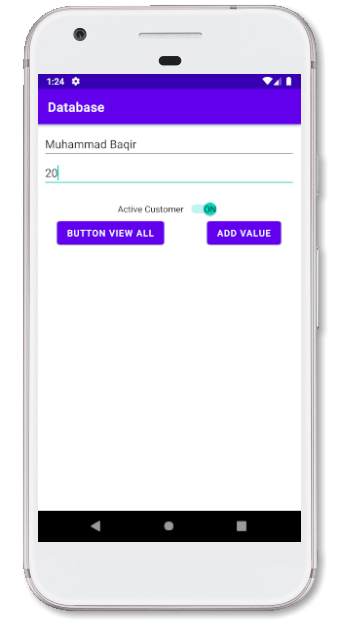 1:24
Database
Muhammad Baqir
20
Active Customer ON
BUTTON VIEW ALL ADD VALUE